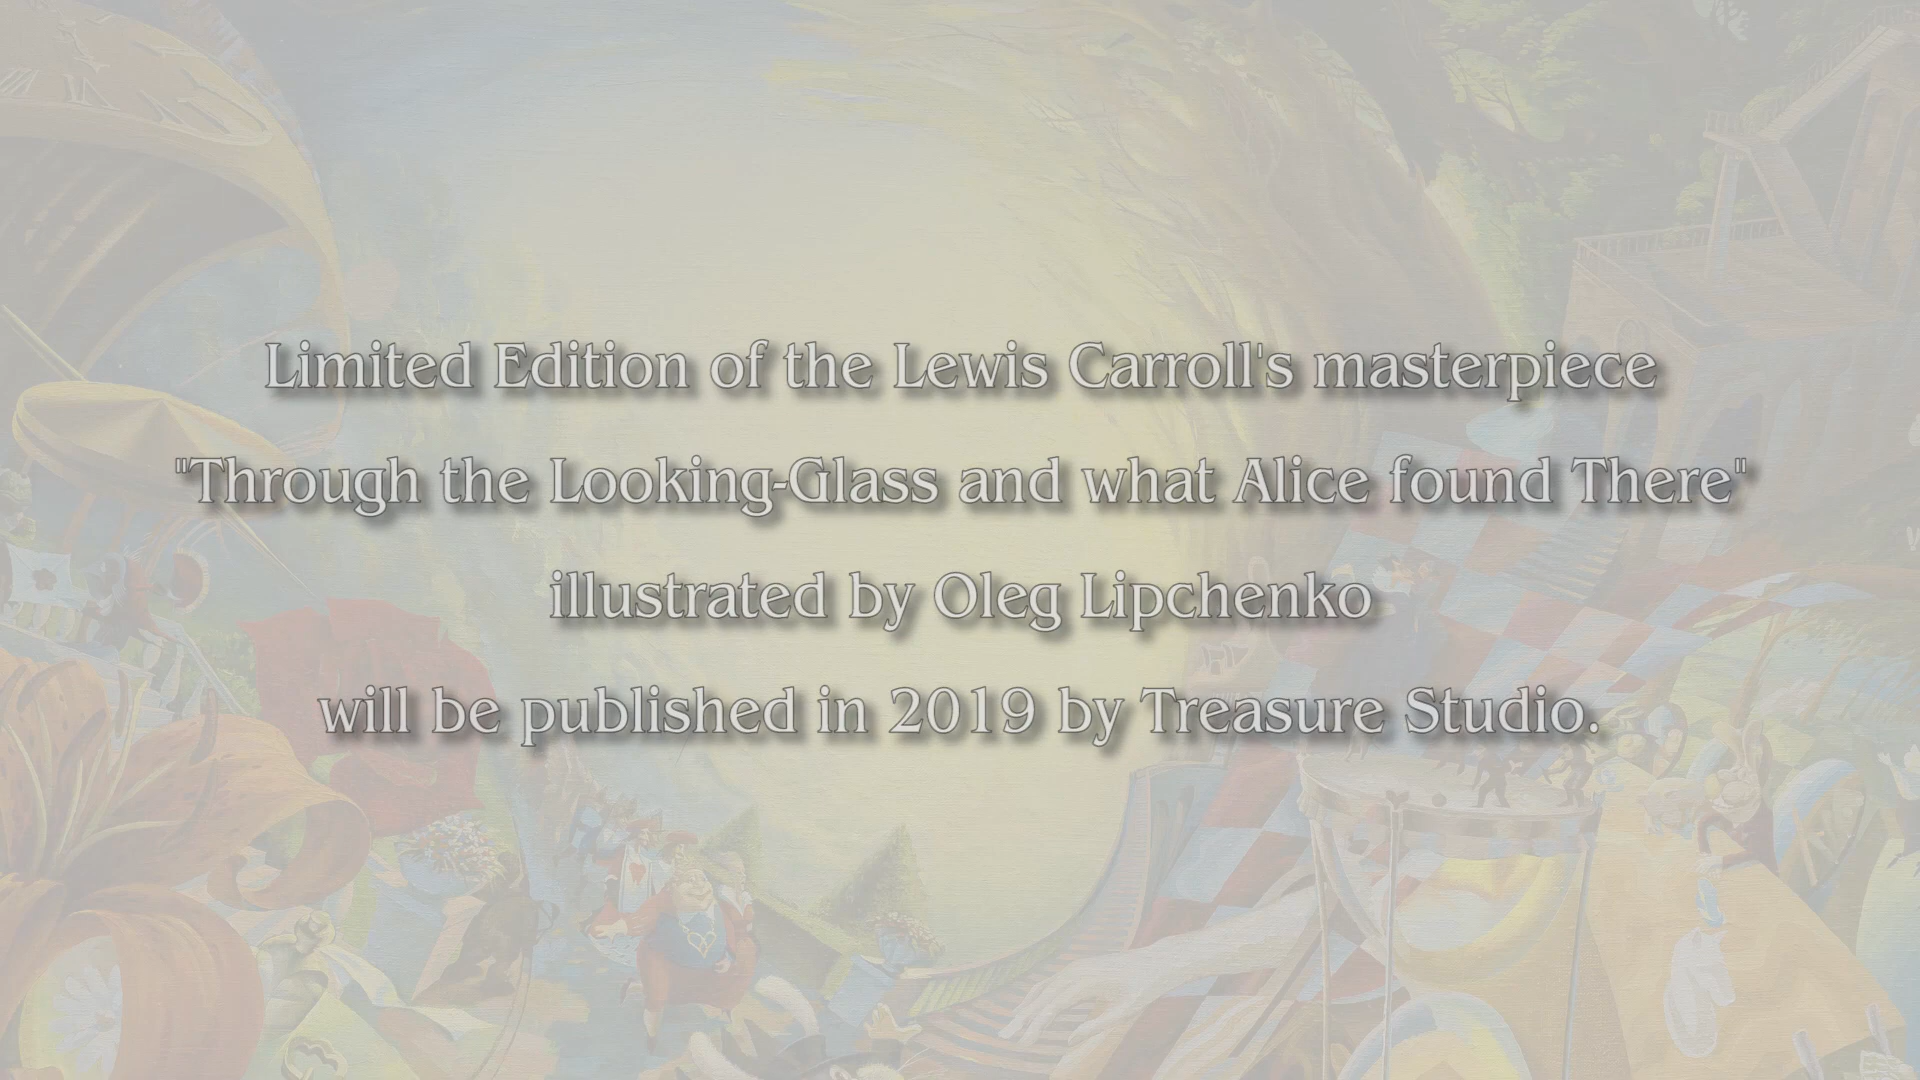 Limited Edition of the Lewis Carroll's masterpiece
"Through the Looking-Glass and what Alice found There"
illustrated by Oleg Lipchenko
will be published in 2019 by Treasure Studio.